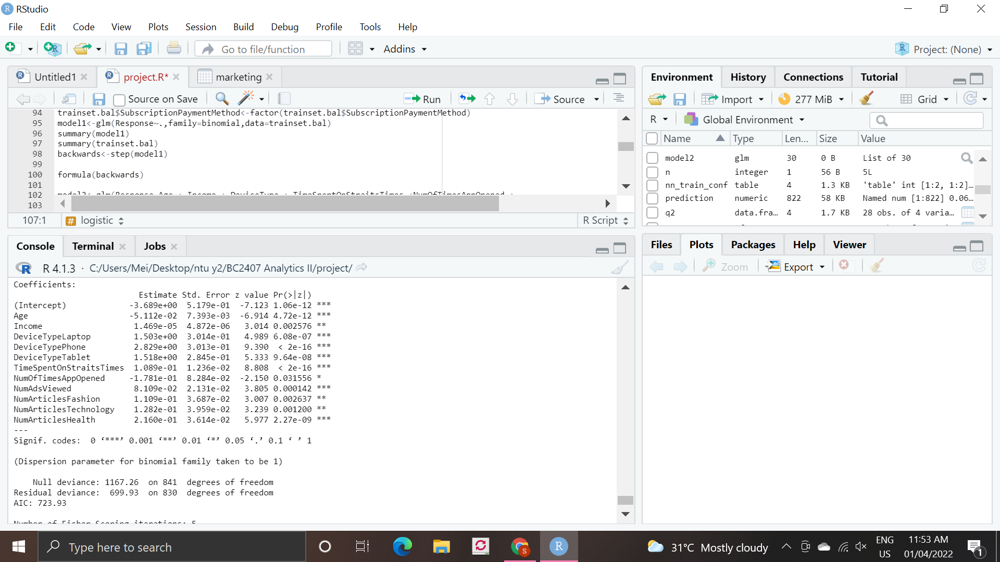 RStudio
File Edit Code View Plots Session Build Debug Profile Tools Help
Go to file/function Addins Project: (None)
Untitled1 project.R* marketing
Source on Save Run Source
94 trainset.bal$SubscriptionPaymentMethod<-factor(trainset.bal$SubscriptionPaymentMethod)
95 model1<-glm(Response~.,family=binomial,data=trainset.bal)
96 summary(model1)
97 summary(trainset.bal)
98 backwards<-step(model1)
99
100 formula(backwards)
101
102
103
107:1 # logistic R Script
Console Terminal Jobs
R 4.1.3 · C:/Users/Mei/Desktop/ntu y2/BC2407 Analytics II/project/
Coefficients:
Estimate Std. Error z value Pr(>|z|)
(Intercept) -3.689e+00 5.179e-01 -7.123 1.06e-12 ***
Age -5.112e-02 7.393e-03 -6.914 4.72e-12 ***
Income 1.469e-05 4.872e-06 3.014 0.002576 **
DeviceTypeLaptop 1.503e+00 3.014e-01 4.989 6.08e-07 ***
DeviceTypePhone 2.829e+00 3.013e-01 9.390 < 2e-16 ***
DeviceTypeTablet 1.518e+00 2.845e-01 5.333 9.64e-08 ***
TimeSpentOnStraitsTimes 1.089e-01 1.236e-02 8.808 < 2e-16 ***
NumOfTimesAppOpened -1.781e-01 8.284e-02 -2.150 0.031556 *
NumAdsViewed 8.109e-02 2.131e-02 3.805 0.000142 ***
NumArticlesFashion 1.109e-01 3.687e-02 3.007 0.002637 **
NumArticlesTechnology 1.282e-01 3.959e-02 3.239 0.001200 **
NumArticlesHealth 2.160e-01 3.614e-02 5.977 2.27e-09 ***
---
Signif. codes: 0 ‘***’ 0.001 ‘**’ 0.01 ‘*’ 0.05 ‘.’ 0.1 ‘ ’ 1
(Dispersion parameter for binomial family taken to be 1)
Null deviance: 1167.26 on 841 degrees of freedom
Residual deviance: 699.93 on 830 degrees of freedom
AIC: 723.93
Number of Fisher Scoring iterations: 5
Environment History Connections Tutorial
Import 277 MiB Grid
R Global Environment
Name Type Len... Size Value
model2 glm 30 0 B List of 30
n integer 1 56 B 5L
nn_train_conf table 4 1.3 KB 'table' int [1:2, 1:2]...
prediction numeric 822 58 KB Named num [1:822] 0.06...
q2 data.fra... 4 1.7 KB 28 obs. of 4 varia...
Files Plots Packages Help Viewer
Zoom Export
Type here to search
31°C Mostly cloudy
ENG
US
11:53 AM
01/04/2022
1